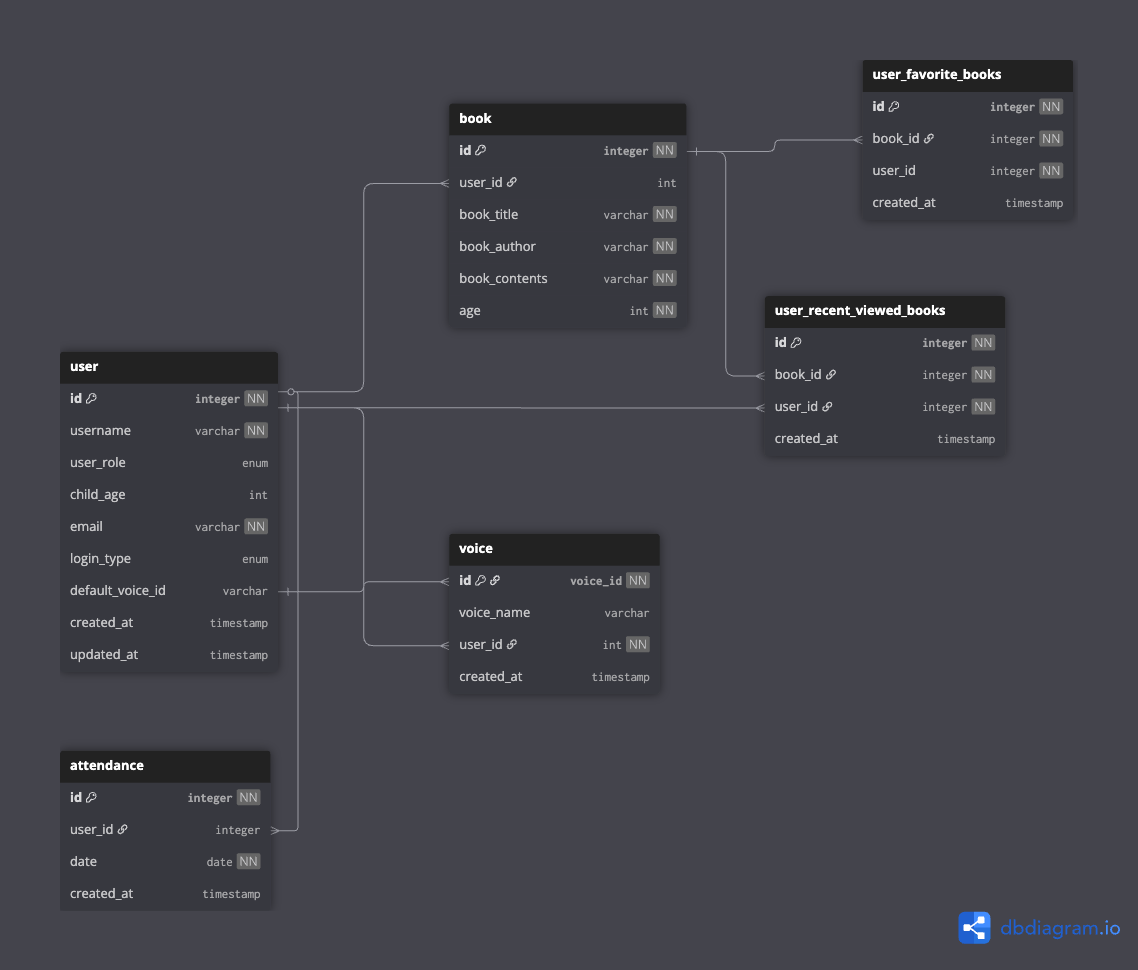 user_favorite_books
id integer NN
book_id integer NN
user_id integer NN
created_at timestamp
book
id integer NN
user_id int
book_title varchar NN
book_author varchar NN
book_contents varchar NN
age int NN
user_recent_viewed_books
id integer NN
book_id integer NN
user_id integer NN
created_at timestamp
user
id integer NN
username varchar NN
user_role enum
child_age int
email varchar NN
login_type enum
default_voice_id varchar
created_at timestamp
updated_at timestamp
voice
id voice_id NN
voice_name varchar
user_id int NN
created_at timestamp
attendance
id integer NN
user_id integer
date date NN
created_at timestamp
dbdiagram.io